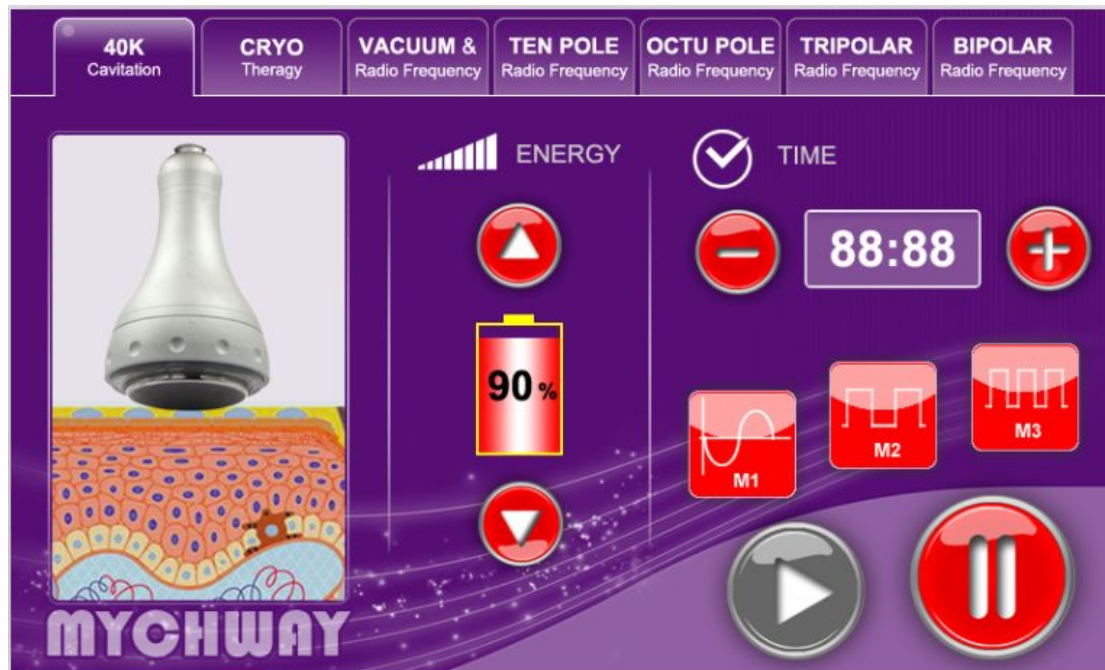 40K
Cavitation
CRYO
Theragy
VACUUM &
Radio Frequency
TEN POLE
Radio Frequency
OCTU POLE
Radio Frequency
TRIPOLAR
Radio Frequency
BIPOLAR
Radio Frequency
ENERGY
TIME
88:88
90 %
M1
M2
M3
MYCHWAY